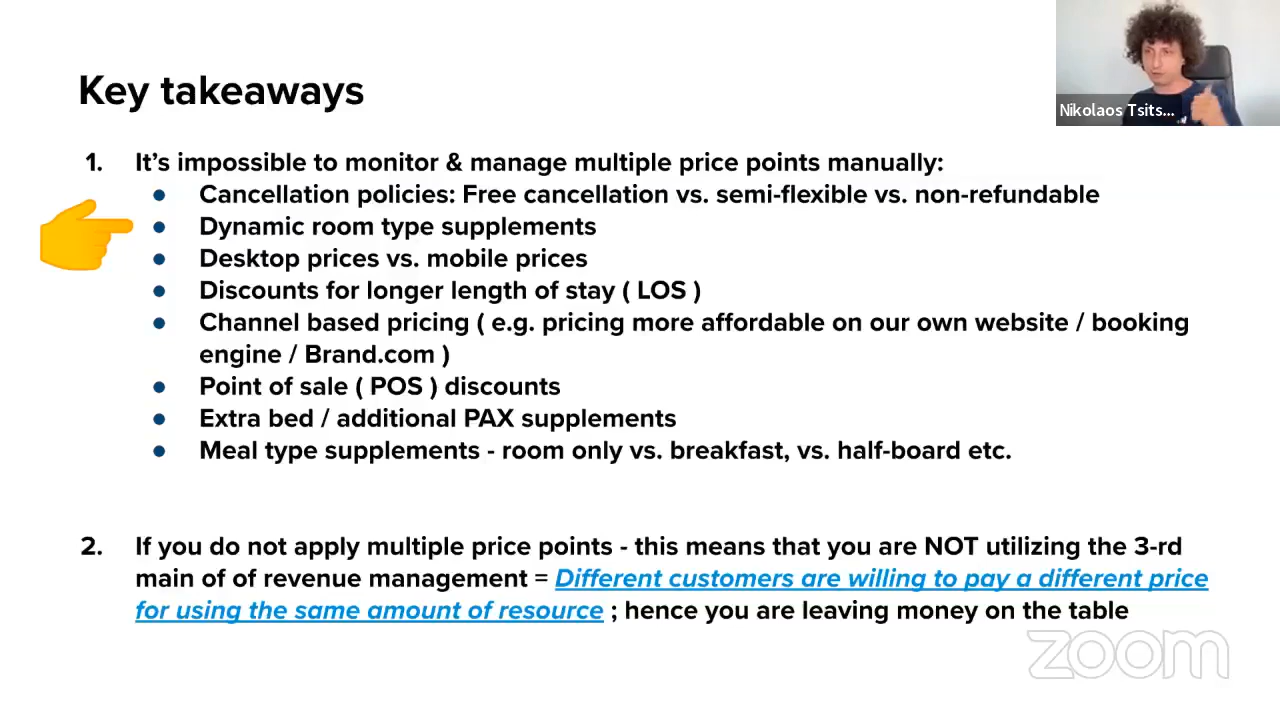 Key takeaways
Nikolaos Tsits...
1. It's impossible to monitor & manage multiple price points manually:
● Cancellation policies: Free cancellation vs. semi-flexible vs. non-refundable
● Dynamic room type supplements
● Desktop prices vs. mobile prices
● Discounts for longer length of stay ( LOS )
● Channel based pricing ( e.g. pricing more affordable on our own website / booking
engine / Brand.com )
● Point of sale ( POS ) discounts
● Extra bed / additional PAX supplements
● Meal type supplements - room only vs. breakfast, vs. half-board etc.
2. If you do not apply multiple price points - this means that you are NOT utilizing the 3-rd
main of of revenue management = Different customers are willing to pay a different price
for using the same amount of resource ; hence you are leaving money on the table
zoom